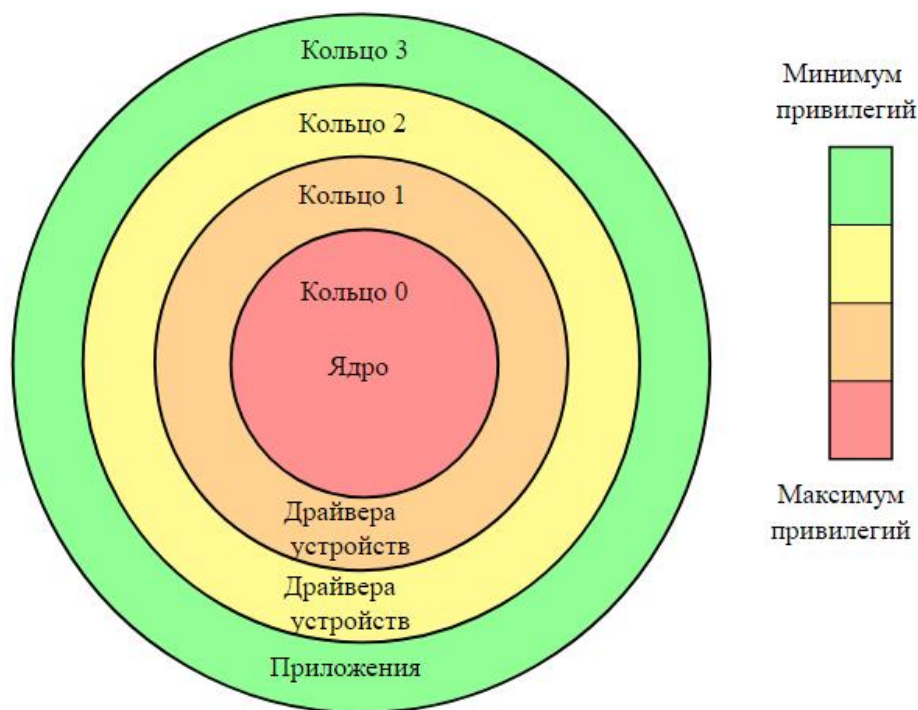 Кольцо 3
Кольцо 2
Кольцо 1
Кольцо 0
Ядро
Драйвера
устройств
Драйвера
устройств
Приложения
Минимум
привилегий
Максимум
привилегий